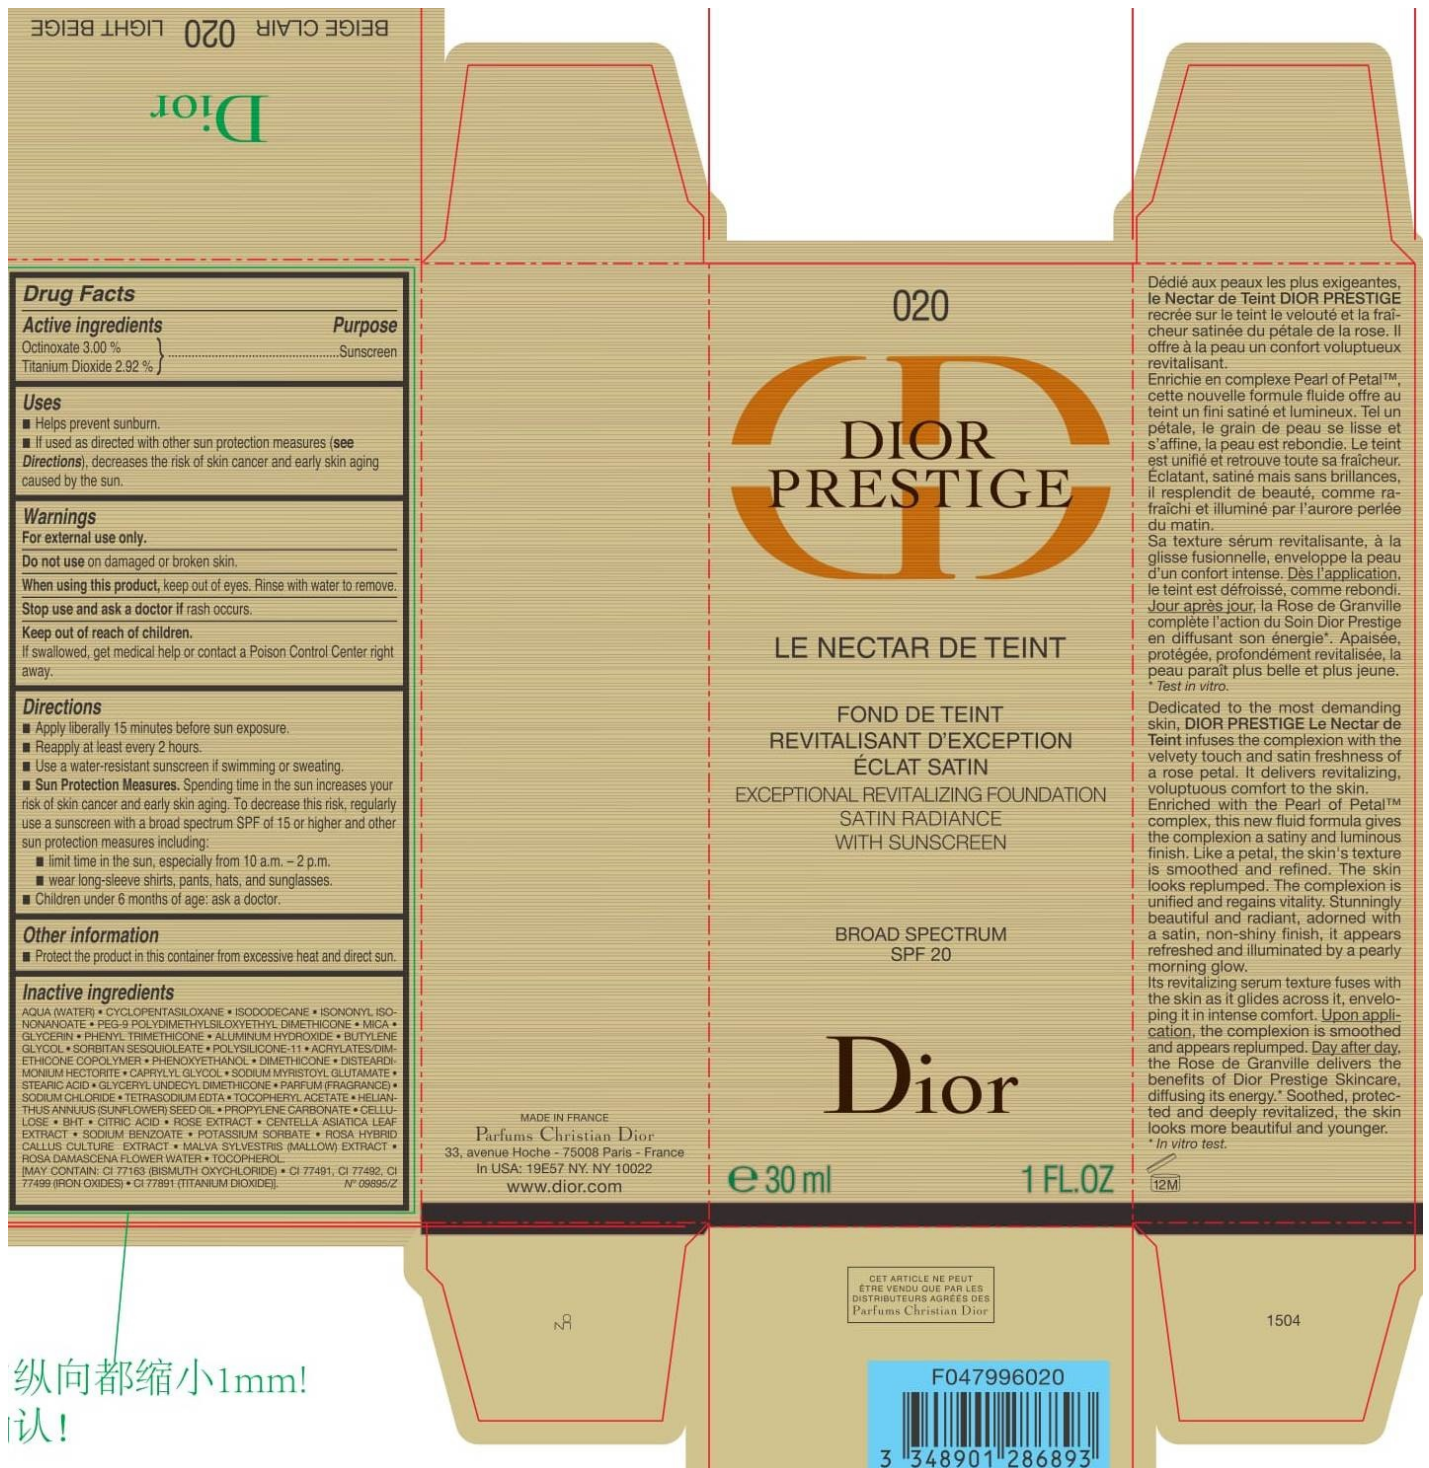 BEIGE CLAIR 020 LIGHT BEIGE
Dior
Drug Facts
Active ingredients Purpose
Octinoxate 3.00 %
Titanium Dioxide 2.92 % } ..........Sunscreen
Uses
■ Helps prevent sunburn.
■ If used as directed with other sun protection measures (see
Directions), decreases the risk of skin cancer and early skin aging
caused by the sun.
Warnings
For external use only.
Do not use on damaged or broken skin.
When using this product, keep out of eyes. Rinse with water to remove.
Stop use and ask a doctor if rash occurs.
Keep out of reach of children.
If swallowed, get medical help or contact a Poison Control Center right
away.
Directions
■ Apply liberally 15 minutes before sun exposure.
■ Reapply at least every 2 hours.
■ Use a water-resistant sunscreen if swimming or sweating.
■ Sun Protection Measures. Spending time in the sun increases your
risk of skin cancer and early skin aging. To decrease this risk, regularly
use a sunscreen with a broad spectrum SPF of 15 or higher and other
sun protection measures including:
■ limit time in the sun, especially from 10 a.m. – 2 p.m.
■ wear long-sleeve shirts, pants, hats, and sunglasses.
■ Children under 6 months of age: ask a doctor.
Other information
■ Protect the product in this container from excessive heat and direct sun.
Inactive ingredients
AQUA (WATER) • CYCLOPENTASILOXANE • ISODODECANE • ISONONYL ISO-
NONANOATE • PEG-9 POLYDIMETHYLSILOXYETHYL DIMETHICONE • MICA •
GLYCERIN • PHENYL TRIMETHICONE • ALUMINUM HYDROXIDE • BUTYLENE
GLYCOL • SORBITAN SESQUIOLEATE • POLYSILICONE-11 • ACRYLATES/DIM-
ETHICONE COPOLYMER • PHENOXYETHANOL • DIMETHICONE • DISTEARDI-
MONIUM HECTORITE • CAPRYLYL GLYCOL • SODIUM MYRISTOYL GLUTAMATE •
STEARIC ACID • GLYCERYL UNDECYL DIMETHICONE • PARFUM (FRAGRANCE) •
SODIUM CHLORIDE • TETRASODIUM EDTA • TOCOPHERYL ACETATE • HELIAN-
THUS ANNUUS (SUNFLOWER) SEED OIL • PROPYLENE CARBONATE • CELLU-
LOSE • BHT • CITRIC ACID • ROSE EXTRACT • CENTELLA ASIATICA LEAF
EXTRACT • SODIUM BENZOATE • POTASSIUM SORBATE • ROSA HYBRID
CALLUS CULTURE EXTRACT • MALVA SYLVESTRIS (MALLOW) EXTRACT •
ROSA DAMASCENA FLOWER WATER • TOCOPHEROL.
[MAY CONTAIN: CI 77163 (BISMUTH OXYCHLORIDE) • CI 77491, CI 77492, CI
77499 (IRON OXIDES) • CI 77891 (TITANIUM DIOXIDE)]. N° 09895/Z
纵向都缩小1mm!
认!
MADE IN FRANCE
Parfums Christian Dior
33, avenue Hoche - 75008 Paris - France
In USA: 19E57 NY. NY 10022
www.dior.com
020
DIOR
PRESTIGE
LE NECTAR DE TEINT
FOND DE TEINT
REVITALISANT D'EXCEPTION
ÉCLAT SATIN
EXCEPTIONAL REVITALIZING FOUNDATION
SATIN RADIANCE
WITH SUNSCREEN
BROAD SPECTRUM
SPF 20
Dior
℮ 30 ml 1 FL.OZ
CET ARTICLE NE PEUT
ÊTRE VENDU QUE PAR LES
DISTRIBUTEURS AGRÉÉS DES
Parfums Christian Dior
F047996020
3 348901 286893
Dédié aux peaux les plus exigeantes,
le Nectar de Teint DIOR PRESTIGE
recrée sur le teint le velouté et la fraî-
cheur satinée du pétale de la rose. Il
offre à la peau un confort voluptueux
revitalisant.
Enrichie en complexe Pearl of Petal™,
cette nouvelle formule fluide offre au
teint un fini satiné et lumineux. Tel un
pétale, le grain de peau se lisse et
s'affine, la peau est rebondie. Le teint
est unifié et retrouve toute sa fraîcheur.
Éclatant, satiné mais sans brillances,
il resplendit de beauté, comme ra-
fraîchi et illuminé par l'aurore perlée
du matin.
Sa texture sérum revitalisante, à la
glisse fusionnelle, enveloppe la peau
d'un confort intense. Dès l'application,
le teint est défroissé, comme rebondi.
Jour après jour, la Rose de Granville
complète l'action du Soin Dior Prestige
en diffusant son énergie*. Apaisée,
protégée, profondément revitalisée, la
peau paraît plus belle et plus jeune.
* Test in vitro.
Dedicated to the most demanding
skin, DIOR PRESTIGE Le Nectar de
Teint infuses the complexion with the
velvety touch and satin freshness of
a rose petal. It delivers revitalizing,
voluptuous comfort to the skin.
Enriched with the Pearl of Petal™
complex, this new fluid formula gives
the complexion a satiny and luminous
finish. Like a petal, the skin's texture
is smoothed and refined. The skin
looks replumped. The complexion is
unified and regains vitality. Stunningly
beautiful and radiant, adorned with
a satin, non-shiny finish, it appears
refreshed and illuminated by a pearly
morning glow.
Its revitalizing serum texture fuses with
the skin as it glides across it, envelo-
ping it in intense comfort. Upon appli-
cation, the complexion is smoothed
and appears replumped. Day after day,
the Rose de Granville delivers the
benefits of Dior Prestige Skincare,
diffusing its energy.* Soothed, protec-
ted and deeply revitalized, the skin
looks more beautiful and younger.
* In vitro test.
12M
1504